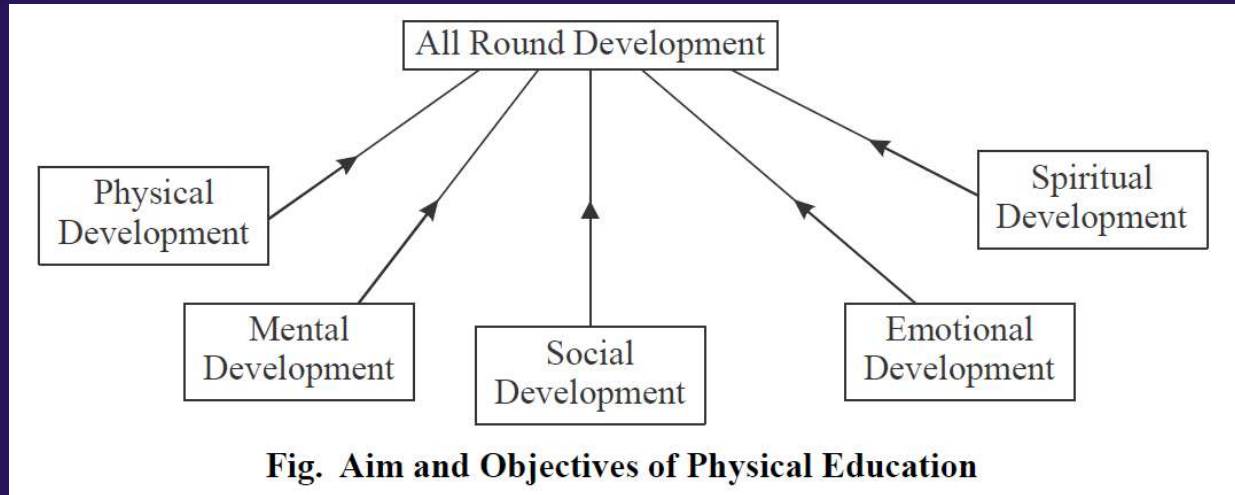 All Round Development
Physical
Development
Mental
Development
Social
Development
Emotional
Development
Spiritual
Development
Fig. Aim and Objectives of Physical Education